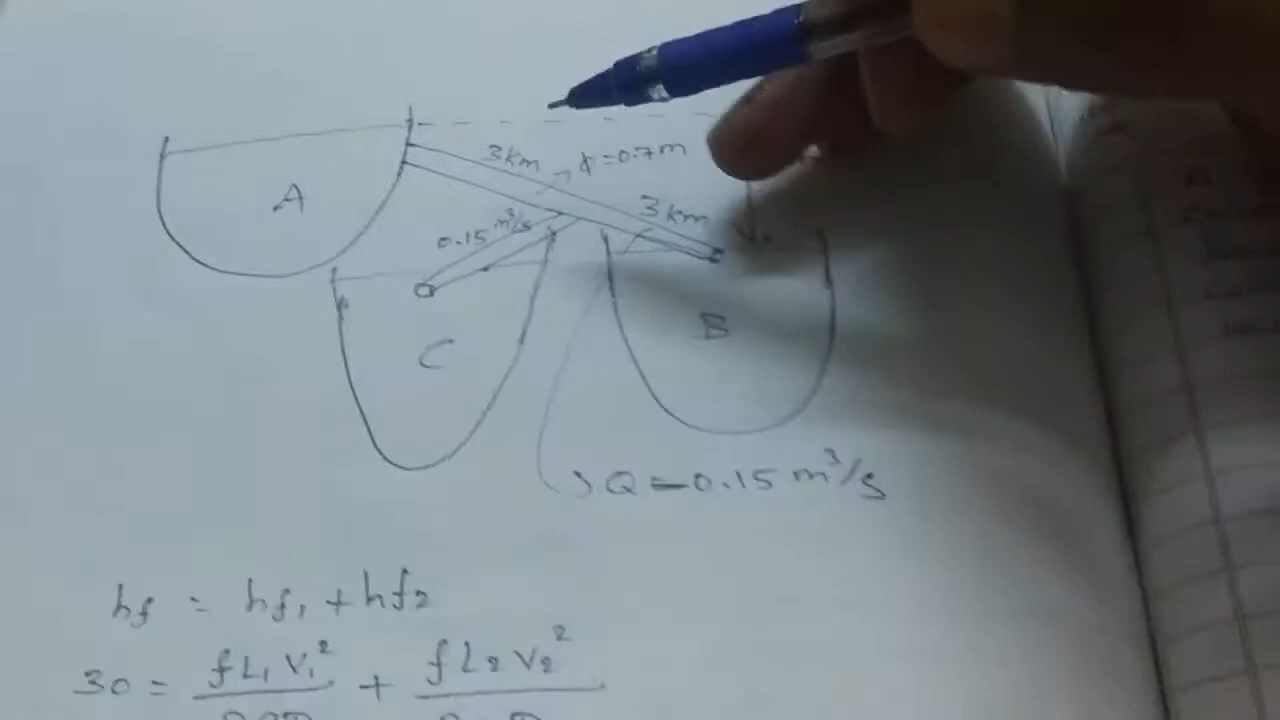 3km
φ=0.7m
A
0.15 m³/s
3km
C
B
Q = 0.15 m³/s
hf = hf₁ + hf₂
30 = fL₁V₁² + fL₂V₂²